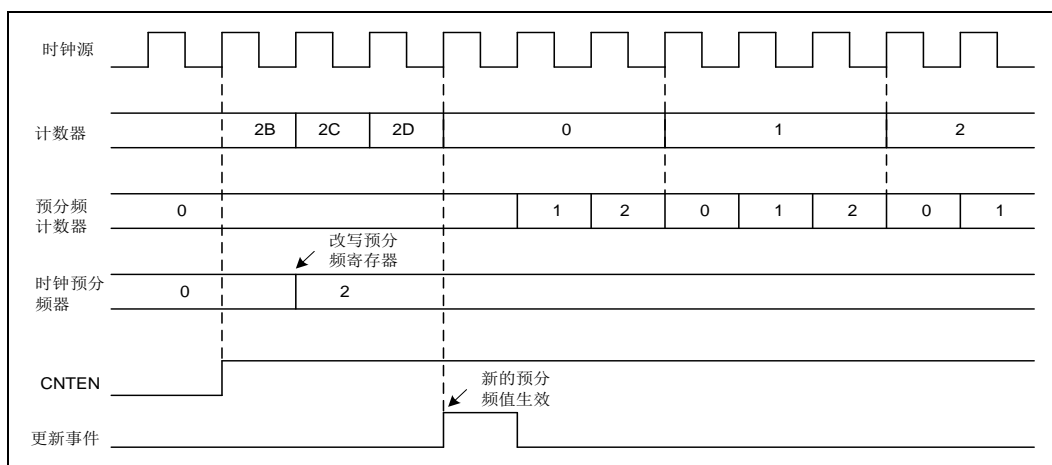 时钟源
计数器
2B 2C 2D 0 1 2
预分频
计数器
0 1 2 0 1 2 0 1
改写预分
频寄存器
时钟预分
频器
0 2
CNTEN
新的预分
频值生效
更新事件